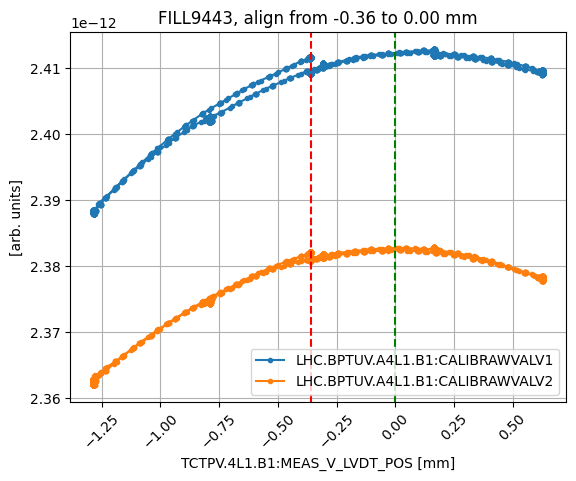 FILL9443, align from -0.36 to 0.00 mm
1e−12
2.41
2.40
2.39
2.38
2.37
2.36
[arb. units]
LHC.BPTUV.A4L1.B1:CALIBRAWVALV1
LHC.BPTUV.A4L1.B1:CALIBRAWVALV2
−1.25 −1.00 −0.75 −0.50 −0.25 0.00 0.25 0.50
TCTPV.4L1.B1:MEAS_V_LVDT_POS [mm]